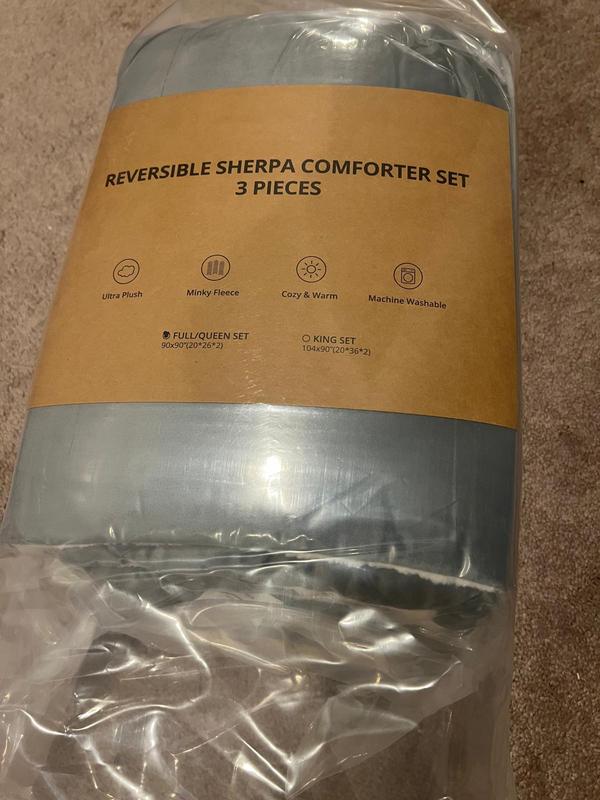 REVERSIBLE SHERPA COMFORTER SET
3 PIECES
Ultra Plush
Minky Fleece
Cozy & Warm
Machine Washable
FULL/QUEEN SET
90x90"(20*26*2)
KING SET
104x90"(20*36*2)